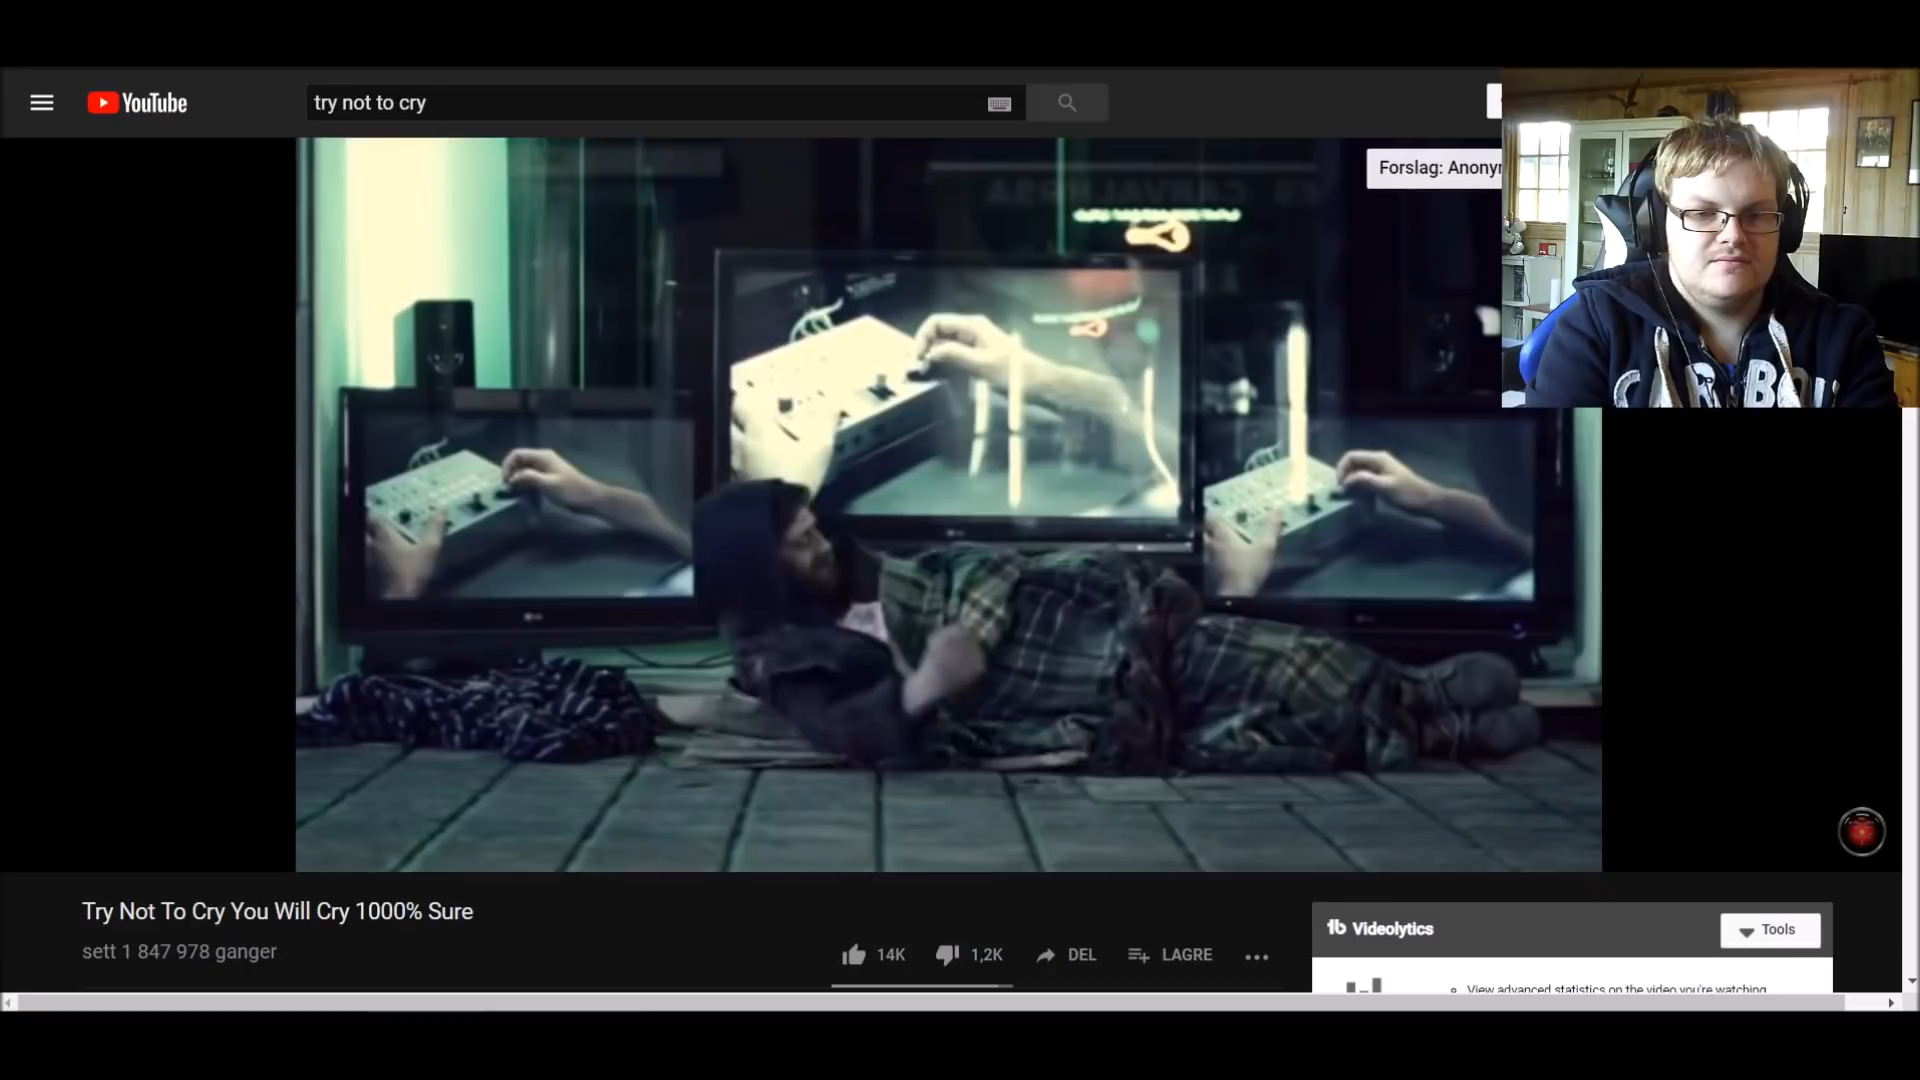 YouTube
try not to cry
Forslag: Anony
Try Not To Cry You Will Cry 1000% Sure
sett 1 847 978 ganger
14K
1,2K
DEL
LAGRE
tb Videolytics
Tools
View advanced statistics on the video you're watching